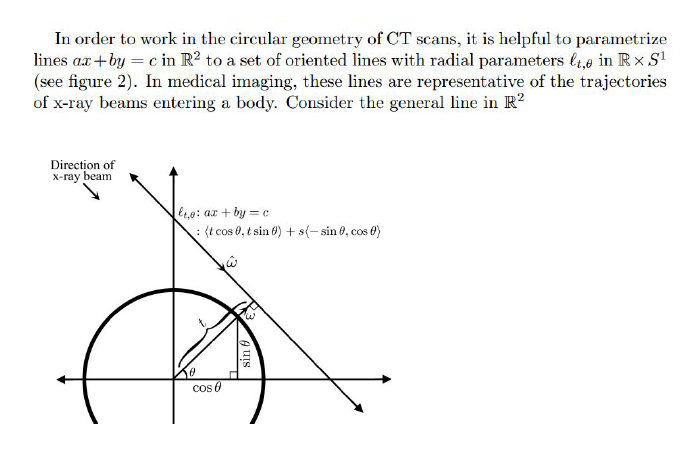 In order to work in the circular geometry of CT scans, it is helpful to parametrize
lines ax+by = c in ℝ² to a set of oriented lines with radial parameters ℓt,θ in ℝ × S¹
(see figure 2). In medical imaging, these lines are representative of the trajectories
of x-ray beams entering a body. Consider the general line in ℝ²
Direction of
x-ray beam
ℓt,θ: ax + by = c
: ⟨t cos θ, t sin θ⟩ + s⟨− sin θ, cos θ⟩
ω̂
ω
t
sin θ
θ
cos θ